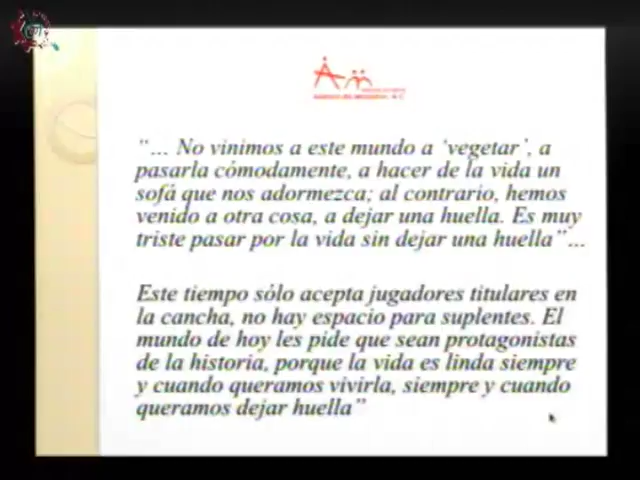 “… No vinimos a este mundo a ‘vegetar’, a
pasarla cómodamente, a hacer de la vida un
sofá que nos adormezca; al contrario, hemos
venido a otra cosa, a dejar una huella. Es muy
triste pasar por la vida sin dejar una huella”…
Este tiempo sólo acepta jugadores titulares en
la cancha, no hay espacio para suplentes. El
mundo de hoy les pide que sean protagonistas
de la historia, porque la vida es linda siempre
y cuando queramos vivirla, siempre y cuando
queramos dejar huella”